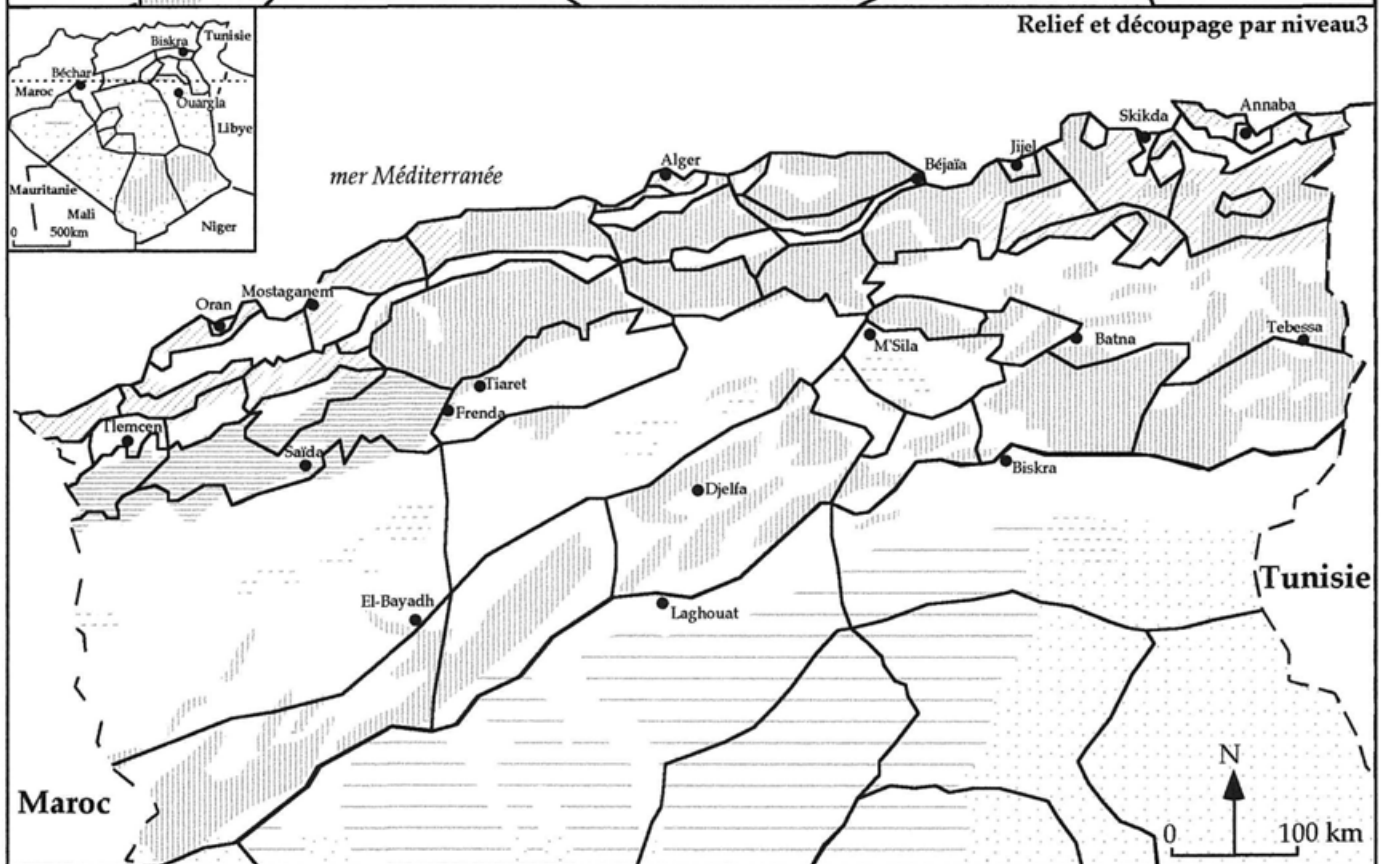 Relief et découpage par niveau3
Biskra
Tunisie
Béchar
Maroc
Ouargla
Libye
Mauritanie
Mali
Niger
0 500km
mer Méditerranée
Alger
Béjaïa
Jijel
Skikda
Annaba
Oran
Mostaganem
M'Sila
Batna
Tebessa
Tiaret
Frenda
Tlemcen
Saïda
Biskra
Djelfa
El-Bayadh
Laghouat
Tunisie
Maroc
N
0 100 km